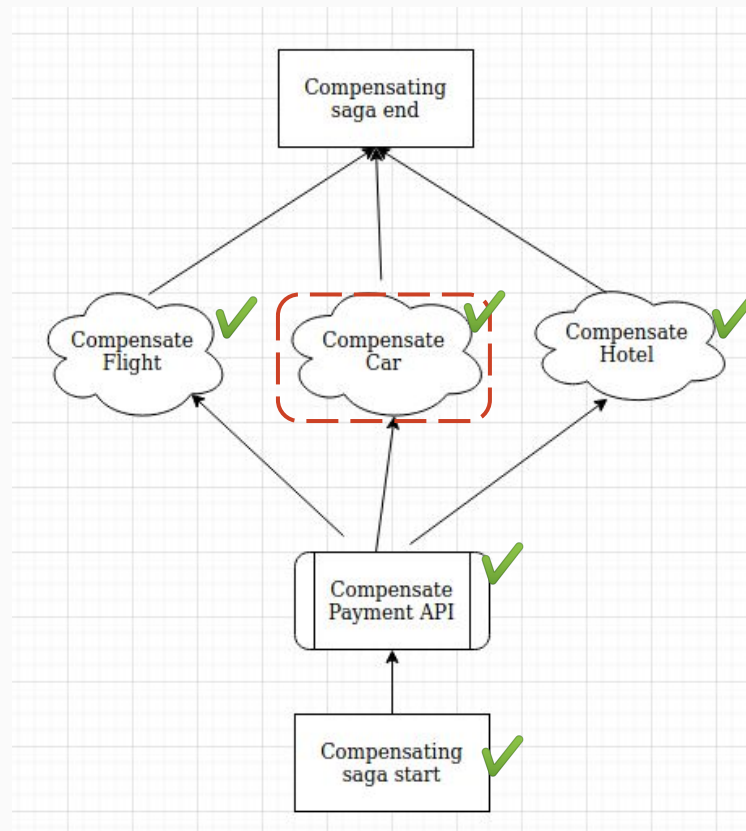 Compensating
saga end
Compensate
Flight
Compensate
Car
Compensate
Hotel
Compensate
Payment API
Compensating
saga start